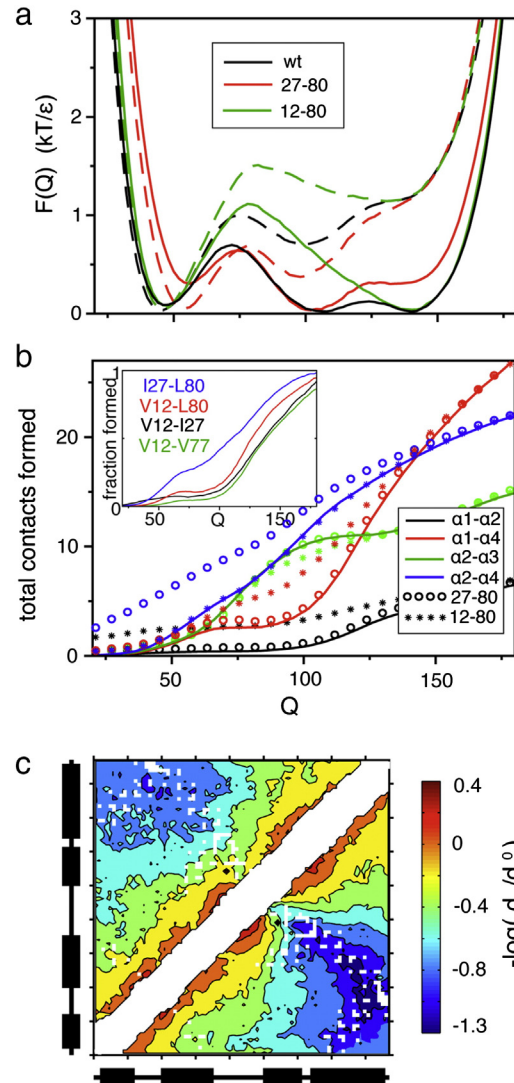 a
3
2
1
0
F(Q) (kT/ε)
wt
27-80
12-80
b
total contacts formed
20
10
0
fraction formed
1
0
I27-L80
V12-L80
V12-I27
V12-V77
50
100
Q
α1-α2
α1-α4
α2-α3
α2-α4
27-80
12-80
50
100
150
Q
c
0.4
0
-0.4
-0.8
-1.3